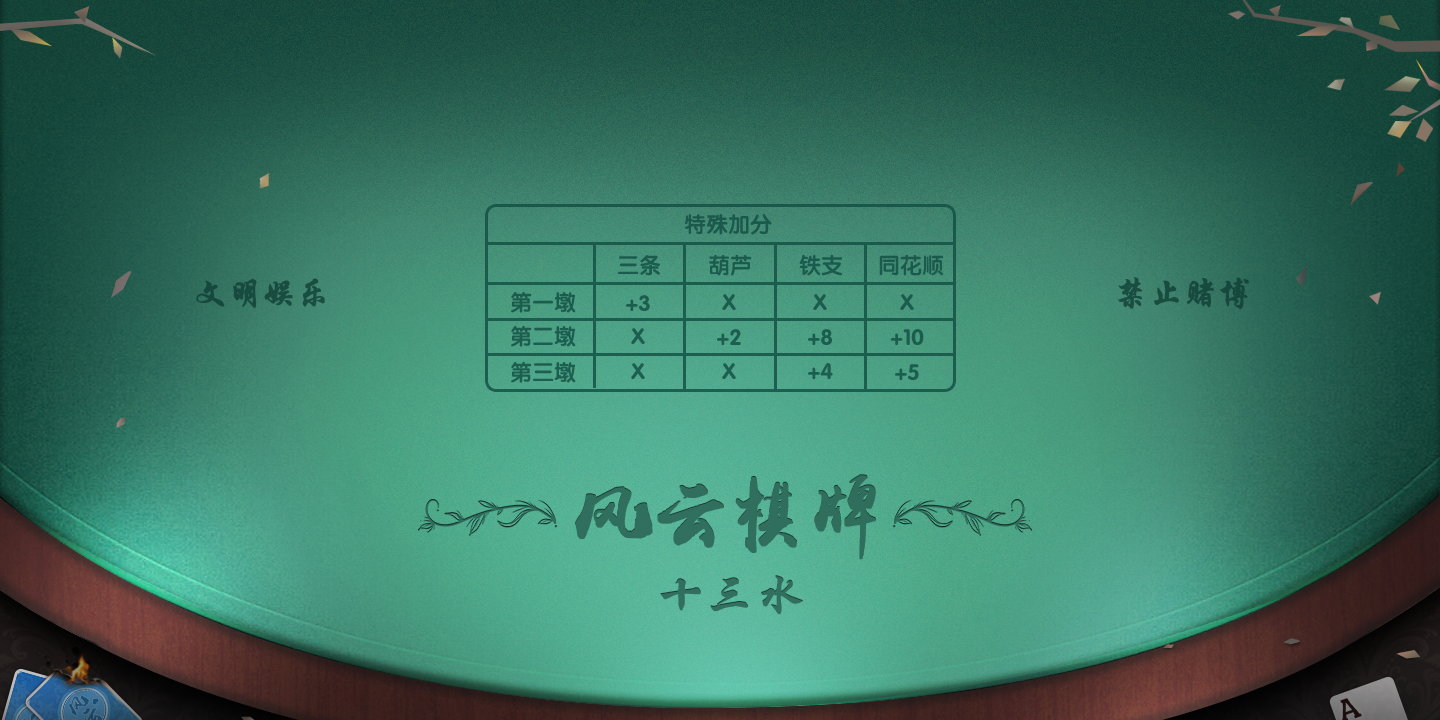 特殊加分
三条 葫芦 铁支 同花顺
第一墩 +3 X X X
第二墩 X +2 +8 +10
第三墩 X X +4 +5
文明娱乐
禁止赌博
风云棋牌
十三水
A